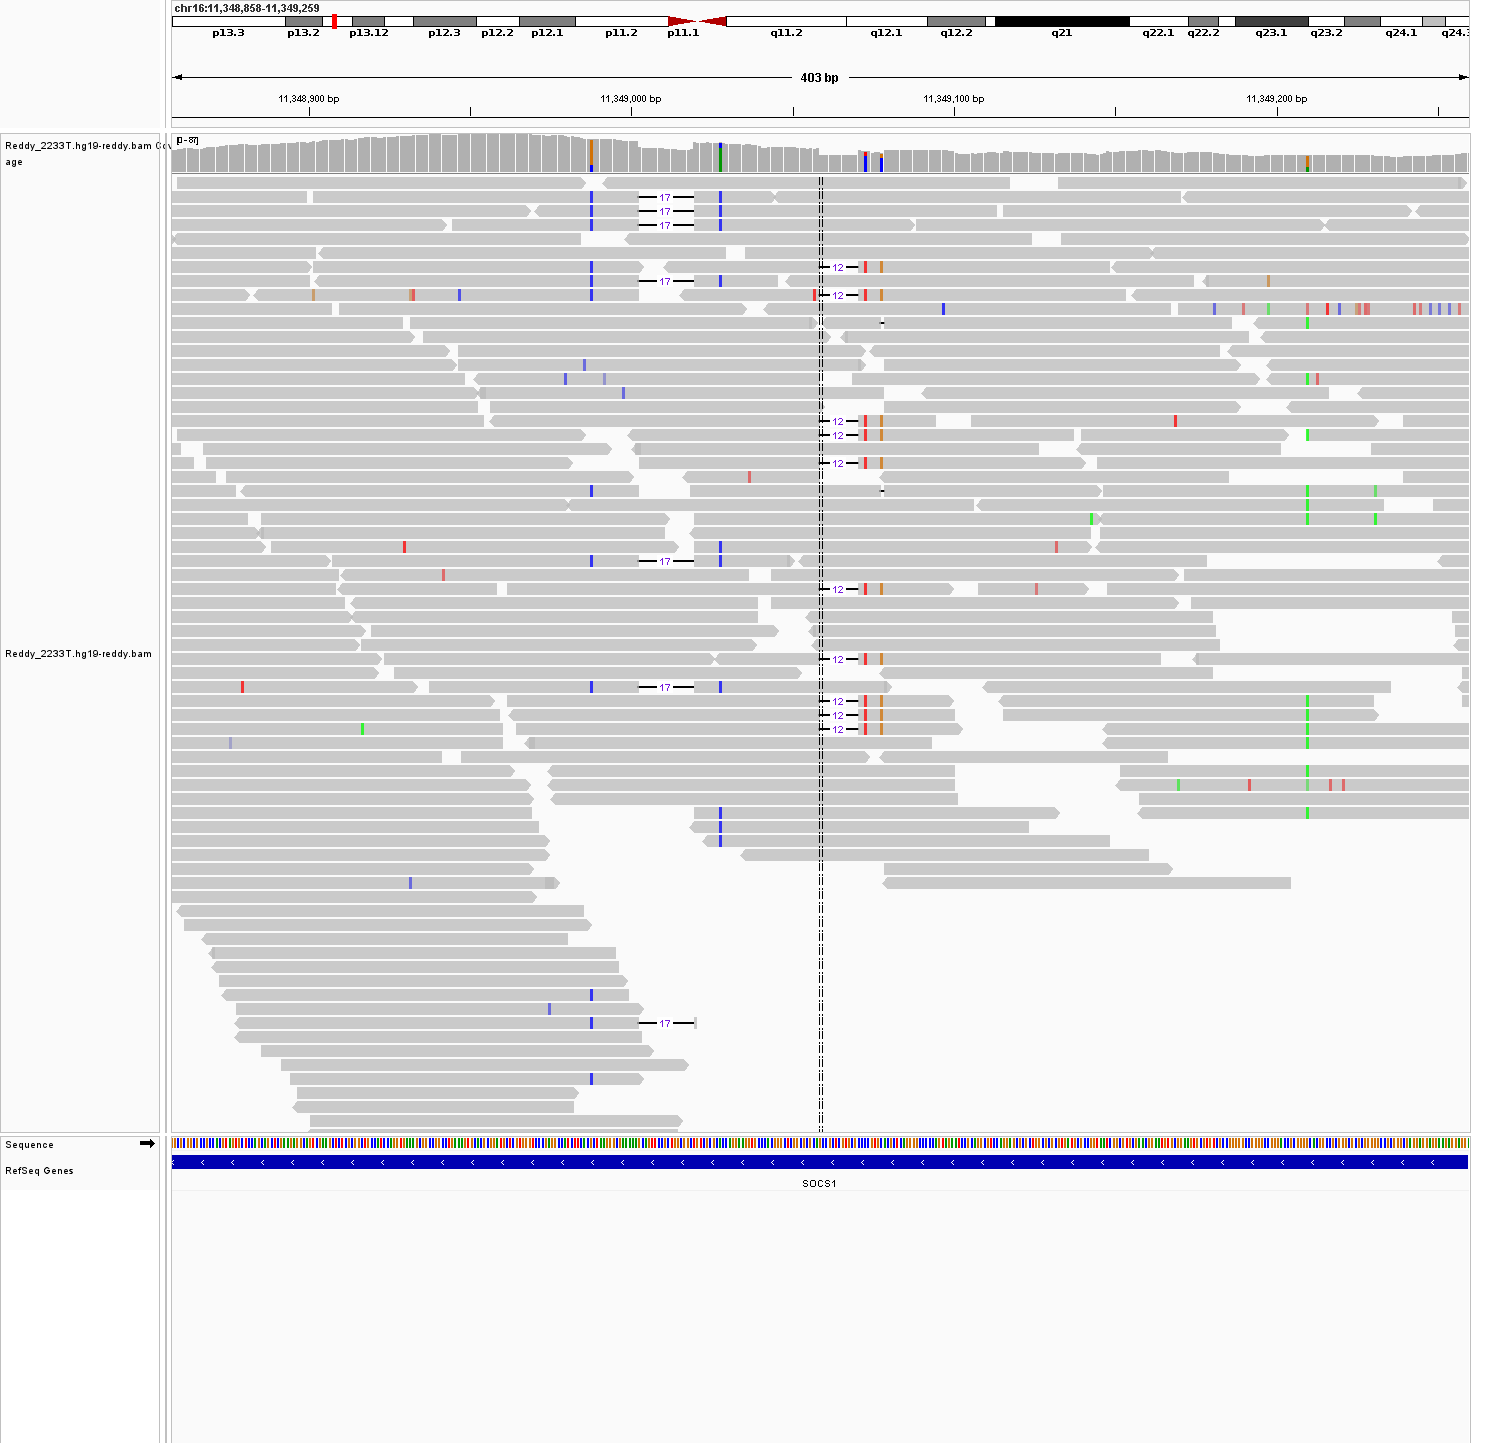 chr16:11,348,858-11,349,259
p13.3 p13.2 p13.12 p12.3 p12.2 p12.1 p11.2 p11.1 q11.2 q12.1 q12.2 q21 q22.1 q22.2 q23.1 q23.2 q24.1 q24.3
403 bp
11,348,900 bp 11,349,000 bp 11,349,100 bp 11,349,200 bp
Reddy_2233T.hg19-reddy.bam Cov
age
[0 - 87]
17
17
17
12
17
12
12
12
12
17
12
12
17
12
12
12
17
Reddy_2233T.hg19-reddy.bam
Sequence
RefSeq Genes
SOCS1